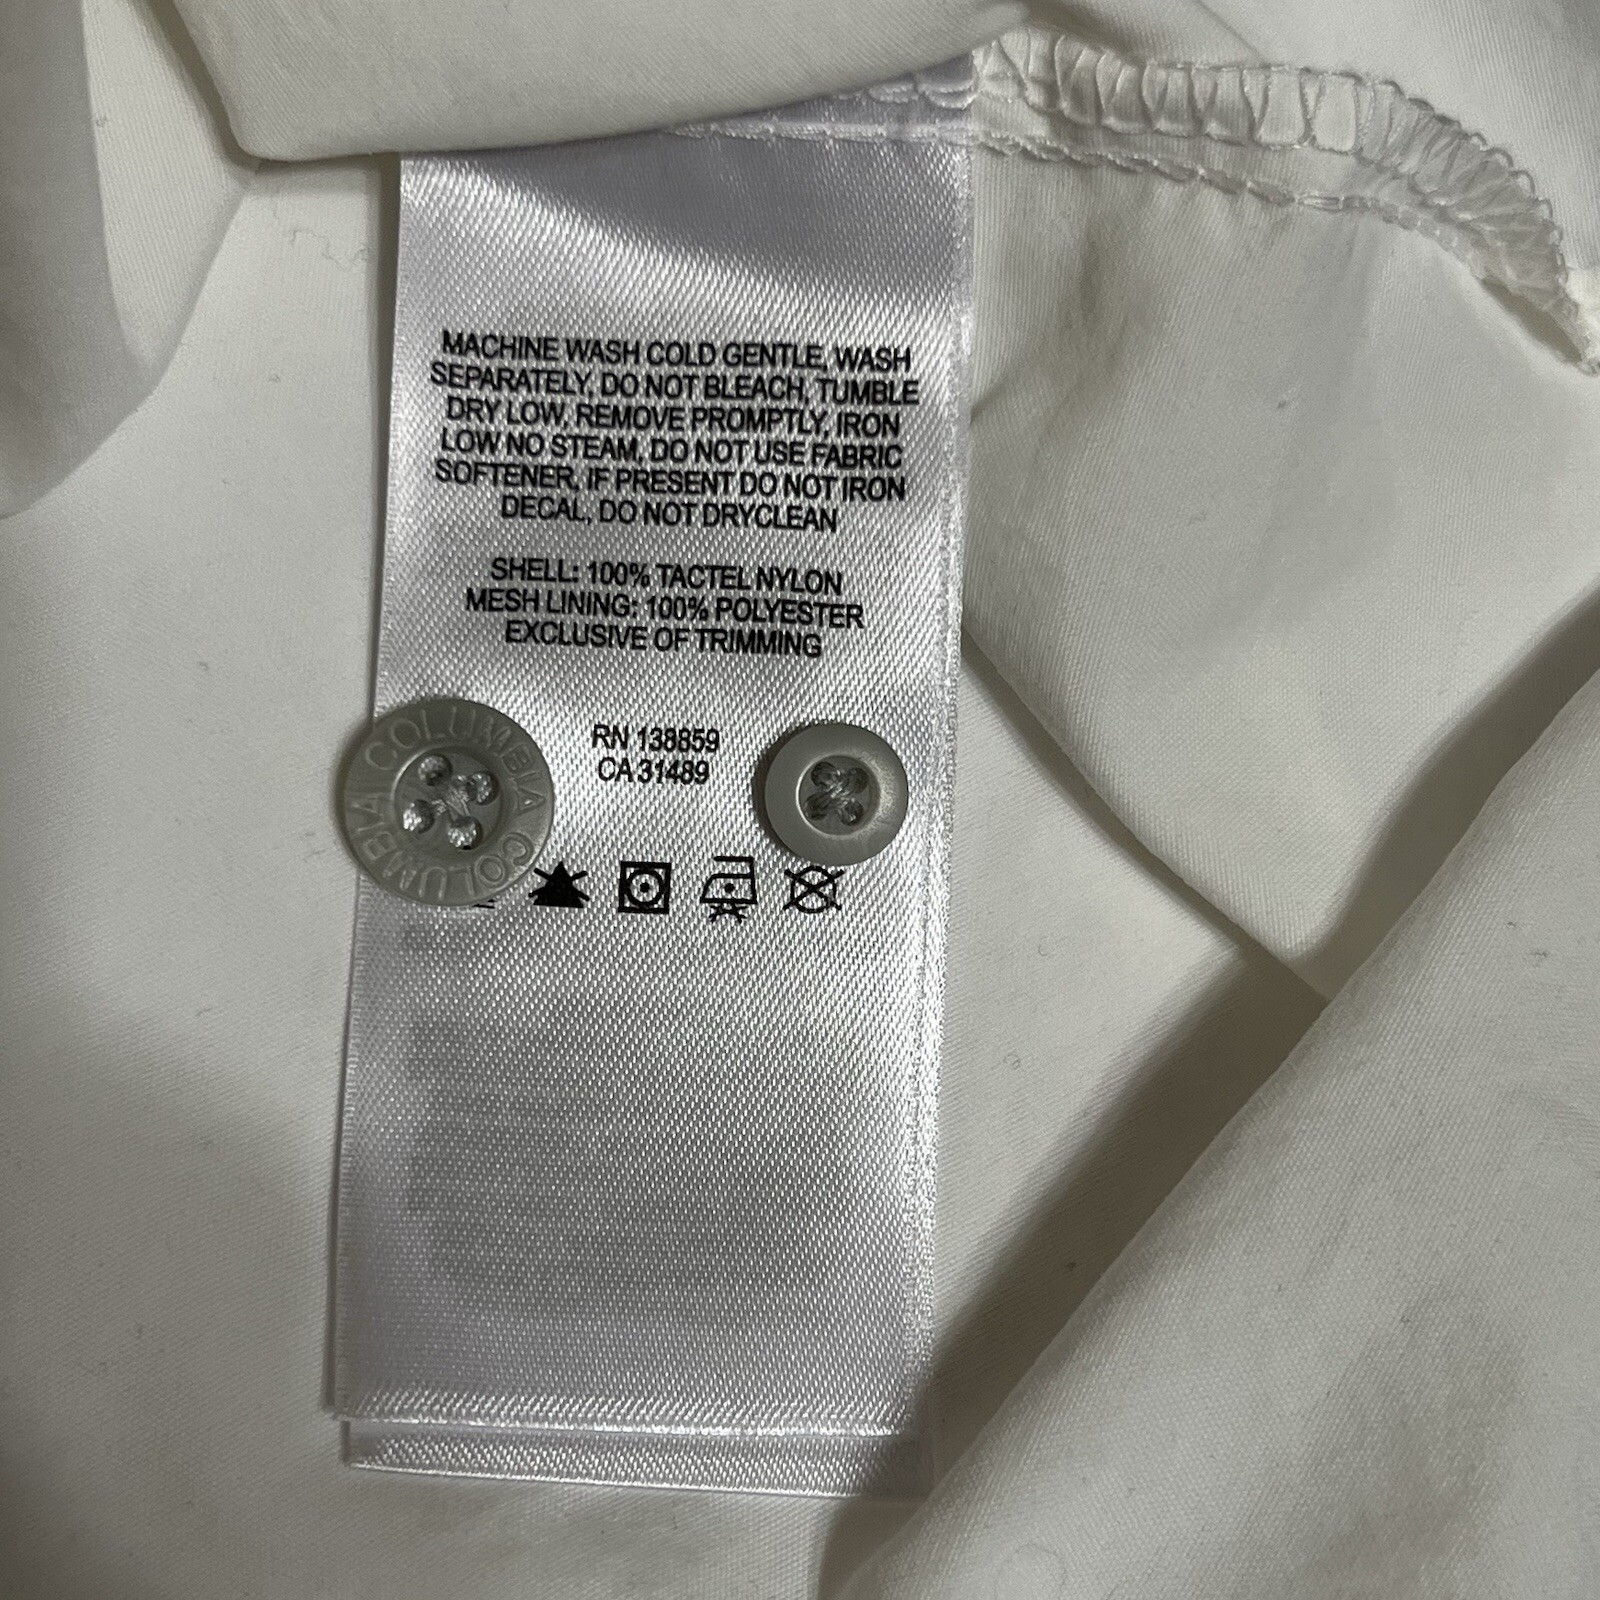 MACHINE WASH COLD GENTLE, WASH
SEPARATELY, DO NOT BLEACH, TUMBLE
DRY LOW, REMOVE PROMPTLY, IRON
LOW NO STEAM, DO NOT USE FABRIC
SOFTENER, IF PRESENT DO NOT IRON
DECAL, DO NOT DRYCLEAN
SHELL: 100% TACTEL NYLON
MESH LINING: 100% POLYESTER
EXCLUSIVE OF TRIMMING
RN 138859
CA 31489
COLUMBIA COLUMBIA